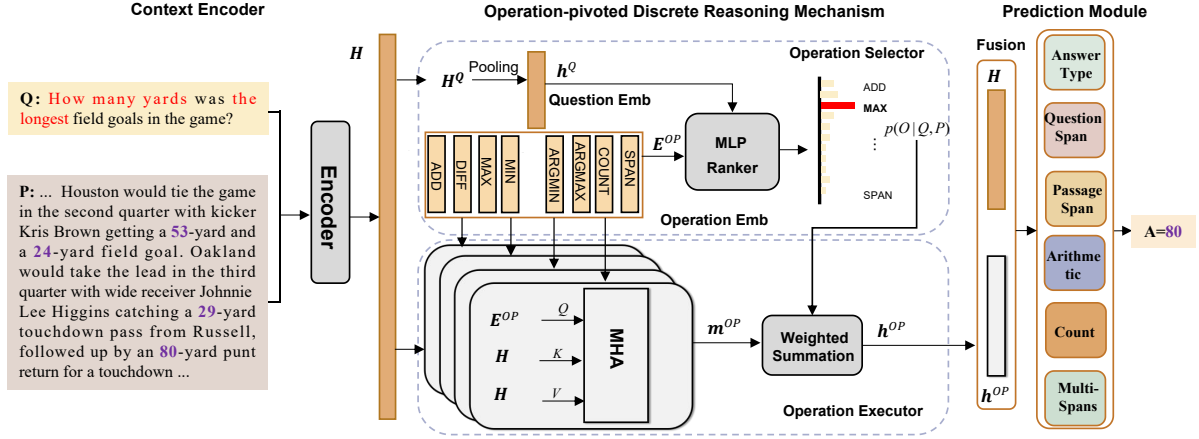 Context Encoder
Operation-pivoted Discrete Reasoning Mechanism
Prediction Module
Q: How many yards was the
longest field goals in the game?
P: ... Houston would tie the game
in the second quarter with kicker
Kris Brown getting a 53-yard and
a 24-yard field goal. Oakland
would take the lead in the third
quarter with wide receiver Johnnie
Lee Higgins catching a 29-yard
touchdown pass from Russell,
followed up by an 80-yard punt
return for a touchdown ...
Encoder
H
H^Q
Pooling
h^Q
Question Emb
ADD
DIFF
MAX
MIN
ARGMIN
ARGMAX
COUNT
SPAN
E^OP
Operation Emb
MLP
Ranker
Operation Selector
ADD
MAX
p(O|Q,P)
⋮
SPAN
E^OP
Q
H
K
H
V
MHA
m^OP
Weighted
Summation
h^OP
Operation Executor
Fusion
H
h^OP
Answer
Type
Question
Span
Passage
Span
Arithme
tic
Count
Multi-
Spans
A=80